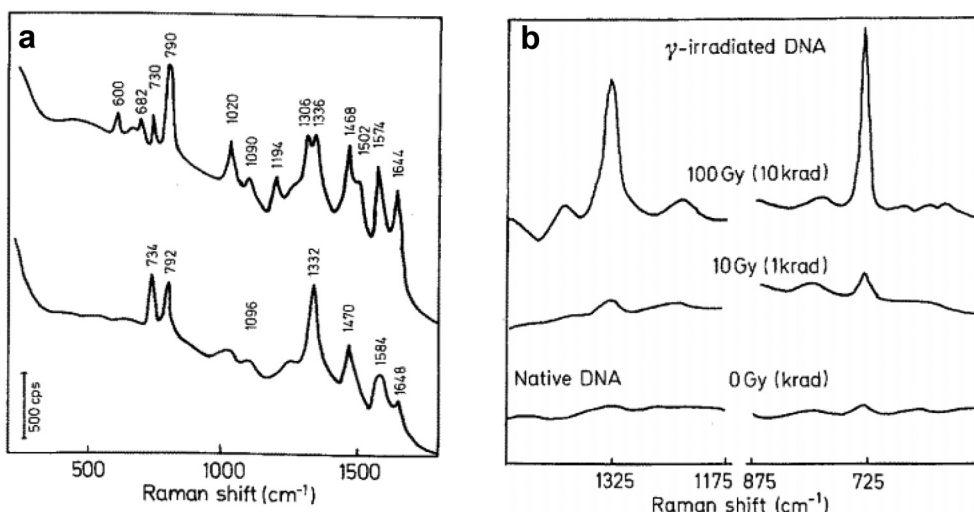 a
600
682
730
790
1020
1090
1194
1306
1336
1468
1502
1574
1644
734
792
1096
1332
1470
1584
1648
500 cps
500
1000
1500
Raman shift (cm⁻¹)
b
γ-irradiated DNA
100 Gy (10 krad)
10 Gy (1 krad)
Native DNA
0 Gy (krad)
1325
1175
875
725
Raman shift (cm⁻¹)